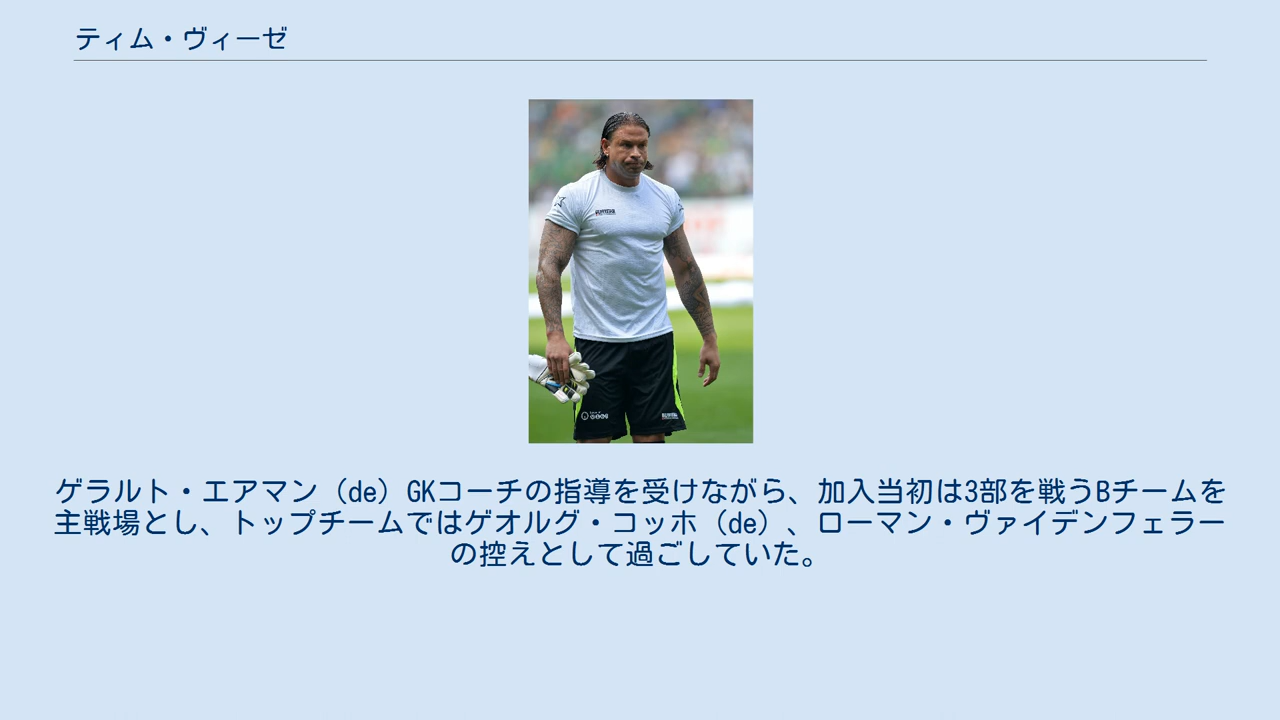 ティム・ヴィーゼ
ゲラルト・エアマン（de）GKコーチの指導を受けながら、加入当初は3部を戦うBチームを
主戦場とし、トップチームではゲオルグ・コッホ（de）、ローマン・ヴァイデンフェラー
の控えとして過ごしていた。